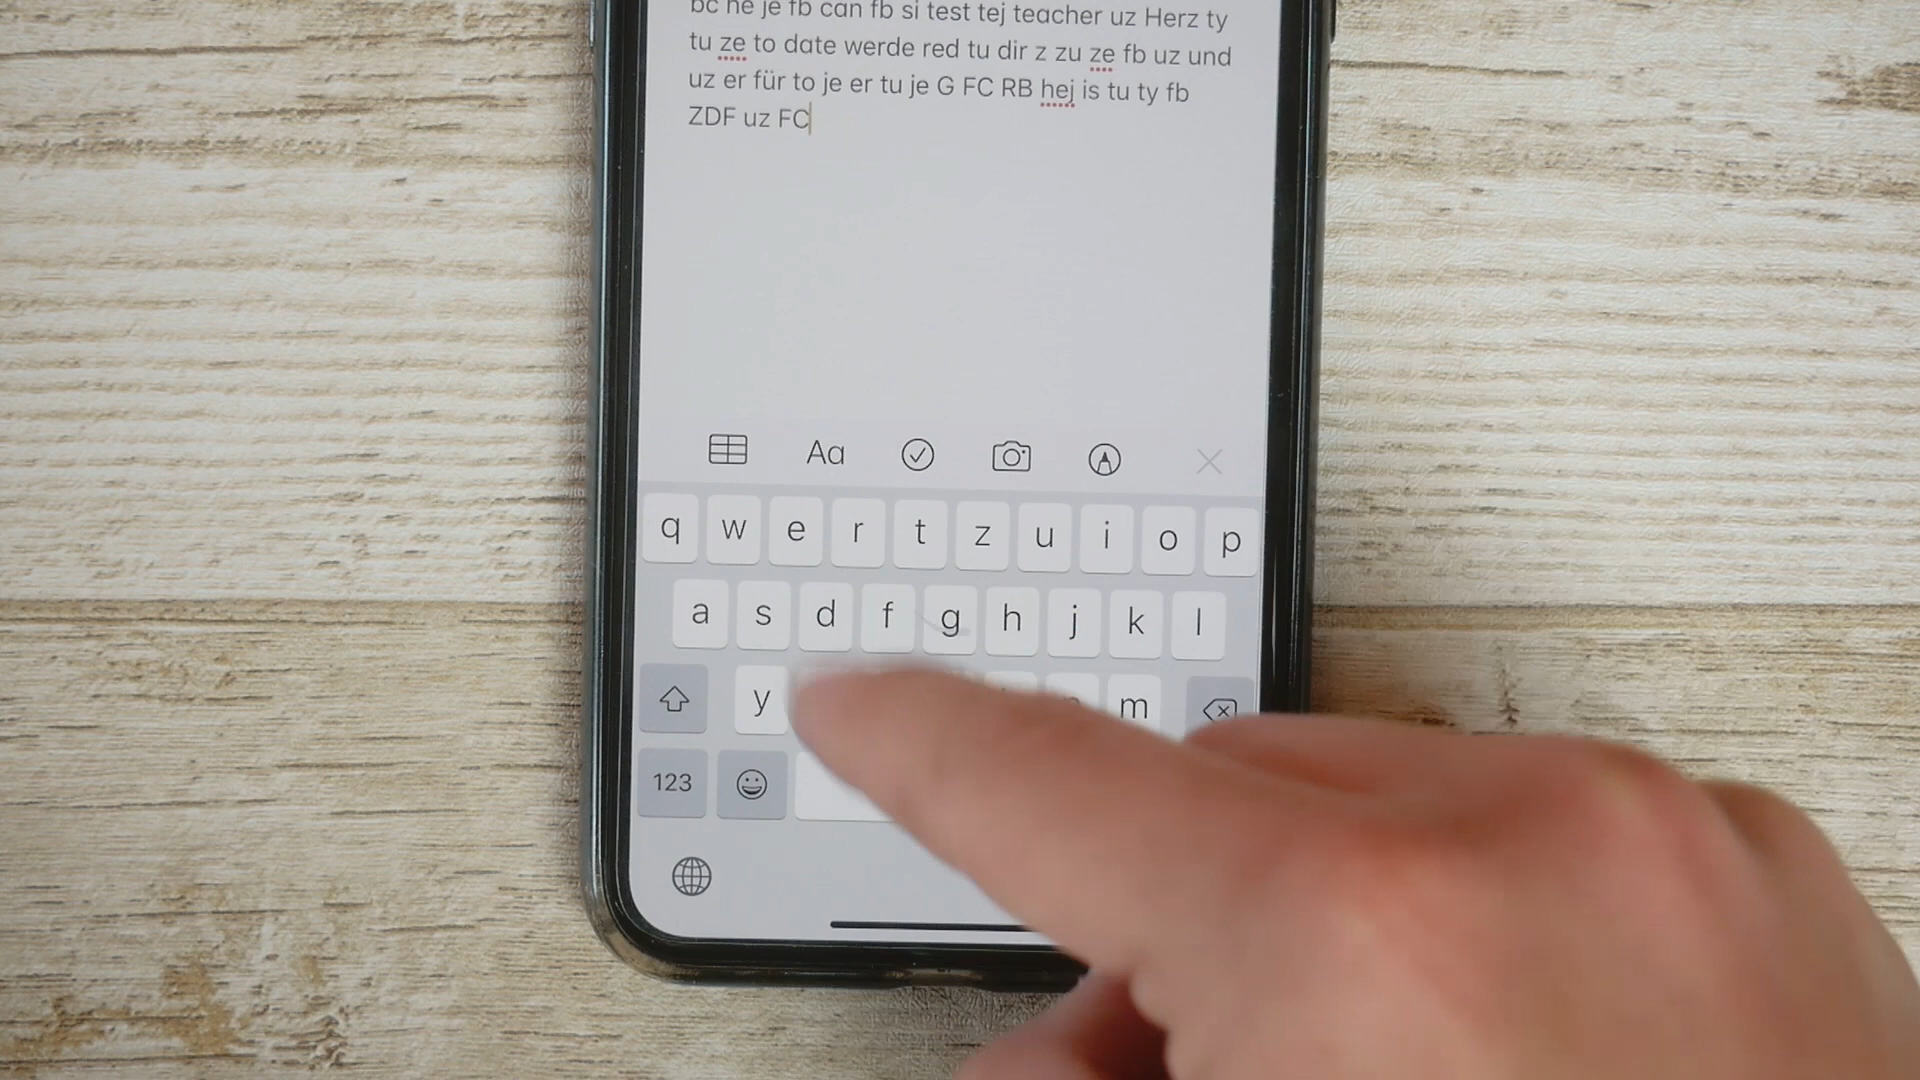 bc he je fb can fb si test tej teacher uz Herz ty
tu ze to date werde red tu dir z zu ze fb uz und
uz er für to je er tu je G FC RB hej is tu ty fb
ZDF uz FC
Aa
q w e r t z u i o p
a s d f g h j k l
y m
123